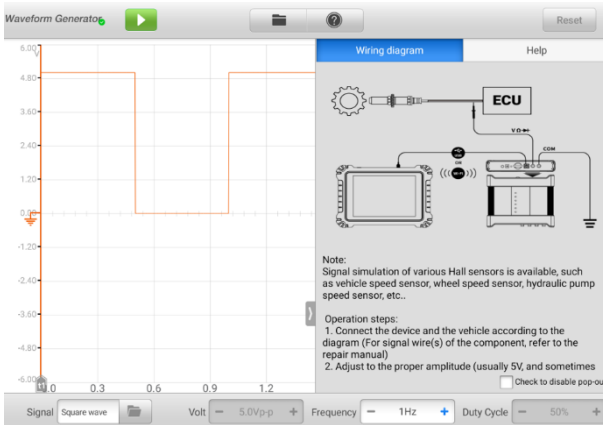 Waveform Generator
Reset
6.00
V
4.80
3.60
2.40
1.20
0.00
-1.20
-2.40
-3.60
-4.80
-6.00
0.3
0.6
0.9
1.2
Wiring diagram
Help
ECU
VΩ
COM
OR
Wi-Fi
Note:
Signal simulation of various Hall sensors is available, such
as vehicle speed sensor, wheel speed sensor, hydraulic pump
speed sensor, etc..
Operation steps:
1. Connect the device and the vehicle according to the
diagram (For signal wire(s) of the component, refer to the
repair manual)
2. Adjust to the proper amplitude (usually 5V, and sometimes
Check to disable pop-ou
Signal Square wave Volt − 5.0Vp-p + Frequency − 1Hz + Duty Cycle − 50% +